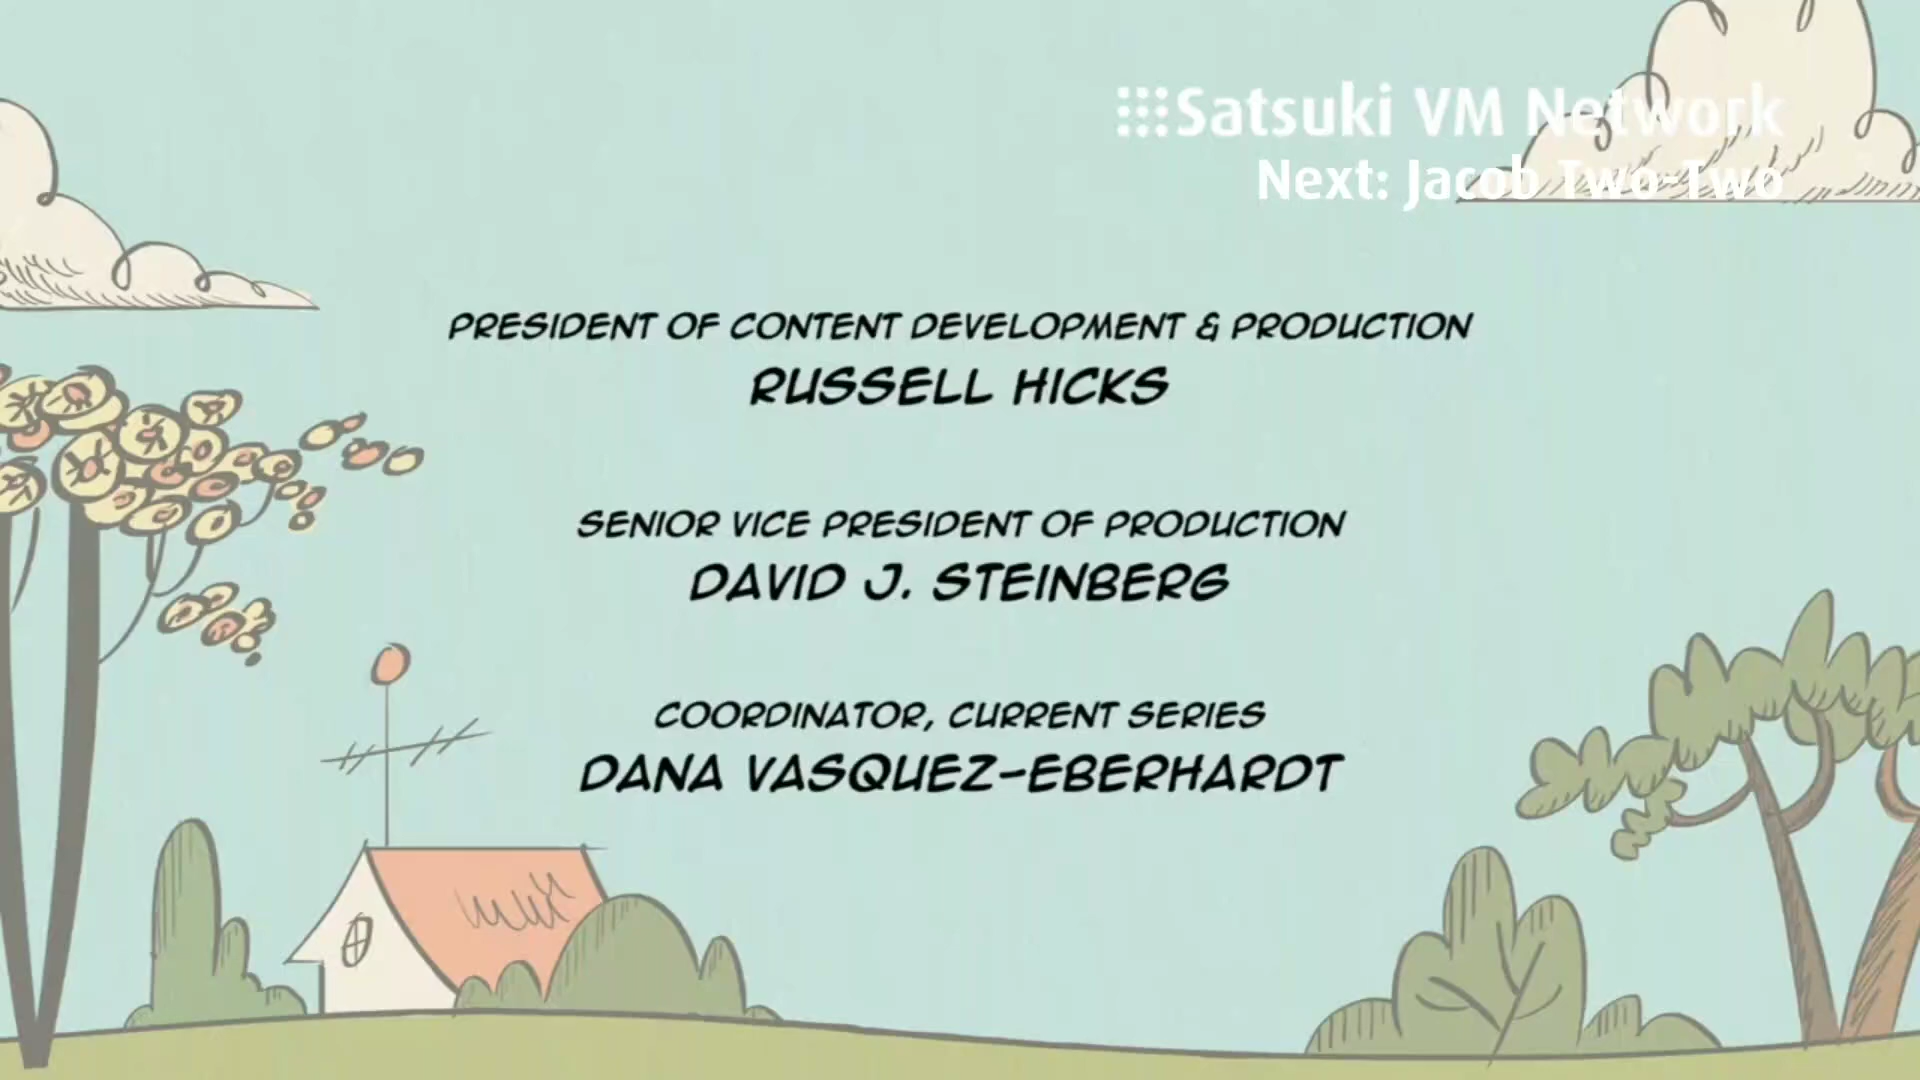 Satsuki VM Network
Next: Jacob Two-Two
PRESIDENT OF CONTENT DEVELOPMENT & PRODUCTION
RUSSELL HICKS
SENIOR VICE PRESIDENT OF PRODUCTION
DAVID J. STEINBERG
COORDINATOR, CURRENT SERIES
DANA VASQUEZ-EBERHARDT